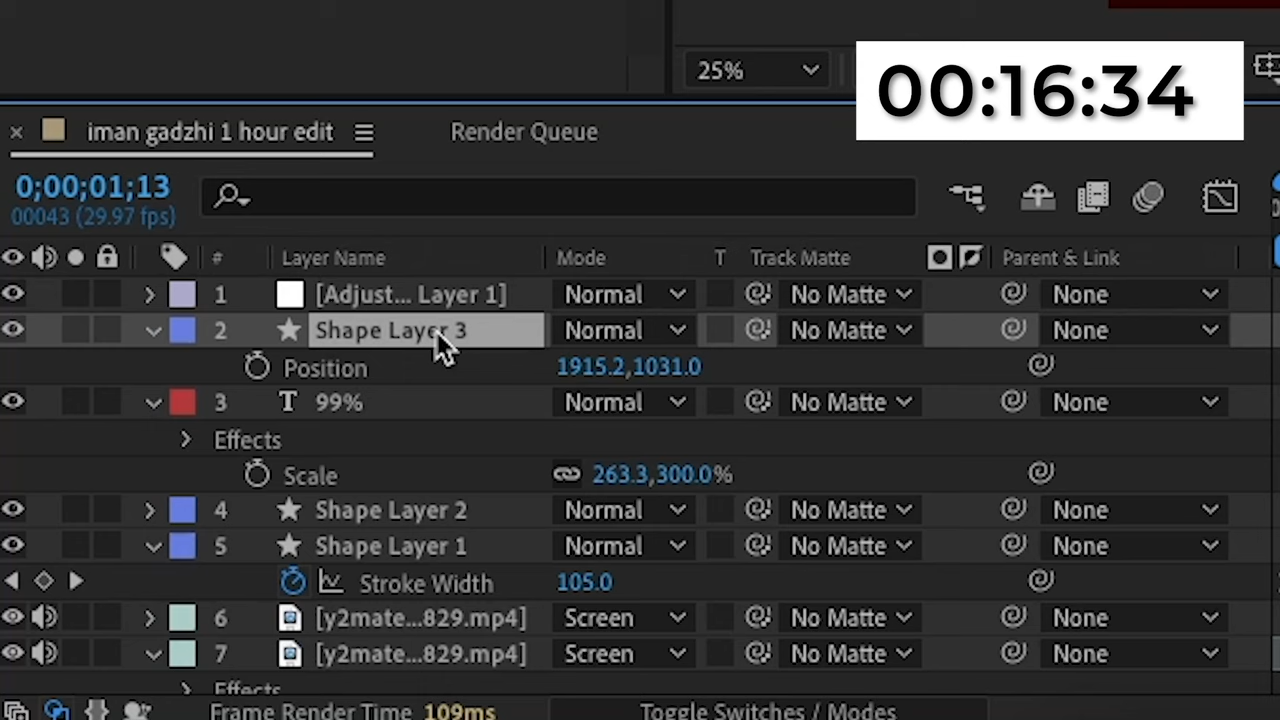 25%
00:16:34
iman gadzhi 1 hour edit
Render Queue
0;00;01;13
00043 (29.97 fps)
# Layer Name Mode T Track Matte Parent & Link
1 [Adjust... Layer 1] Normal No Matte None
2 Shape Layer 3 Normal No Matte None
Position 1915.2,1031.0
3 T 99% Normal No Matte None
Effects
Scale 263.3,300.0%
4 Shape Layer 2 Normal No Matte None
5 Shape Layer 1 Normal No Matte None
Stroke Width 105.0
6 [y2mate...829.mp4] Screen No Matte None
7 [y2mate...829.mp4] Screen No Matte None
Effects
Frame Render Time 109ms Toggle Switches / Modes